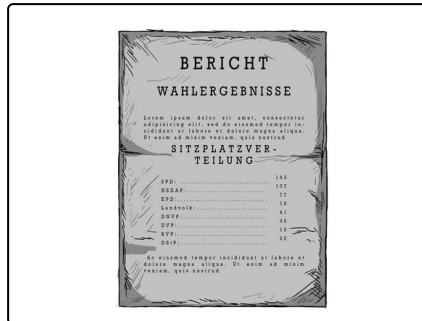 BERICHT
WAHLERGEBNISSE
Lorem ipsum dolor sit amet, consectetur
adipisicing elit, sed do eiusmod tempor in-
cididunt ut labore et dolore magna aliqua.
Ut enim ad minim veniam, quis nostrud
SITZPLATZVER-
TEILUNG
SPD: 143
NSDAP: 107
KPD: 77
Landvolk: 19
DNVP: 41
DVP: 30
BVP: 19
DStP: 20
do eiusmod tempor incididunt ut labore et
dolore magna aliqua. Ut enim ad minim
veniam, quis nostrud